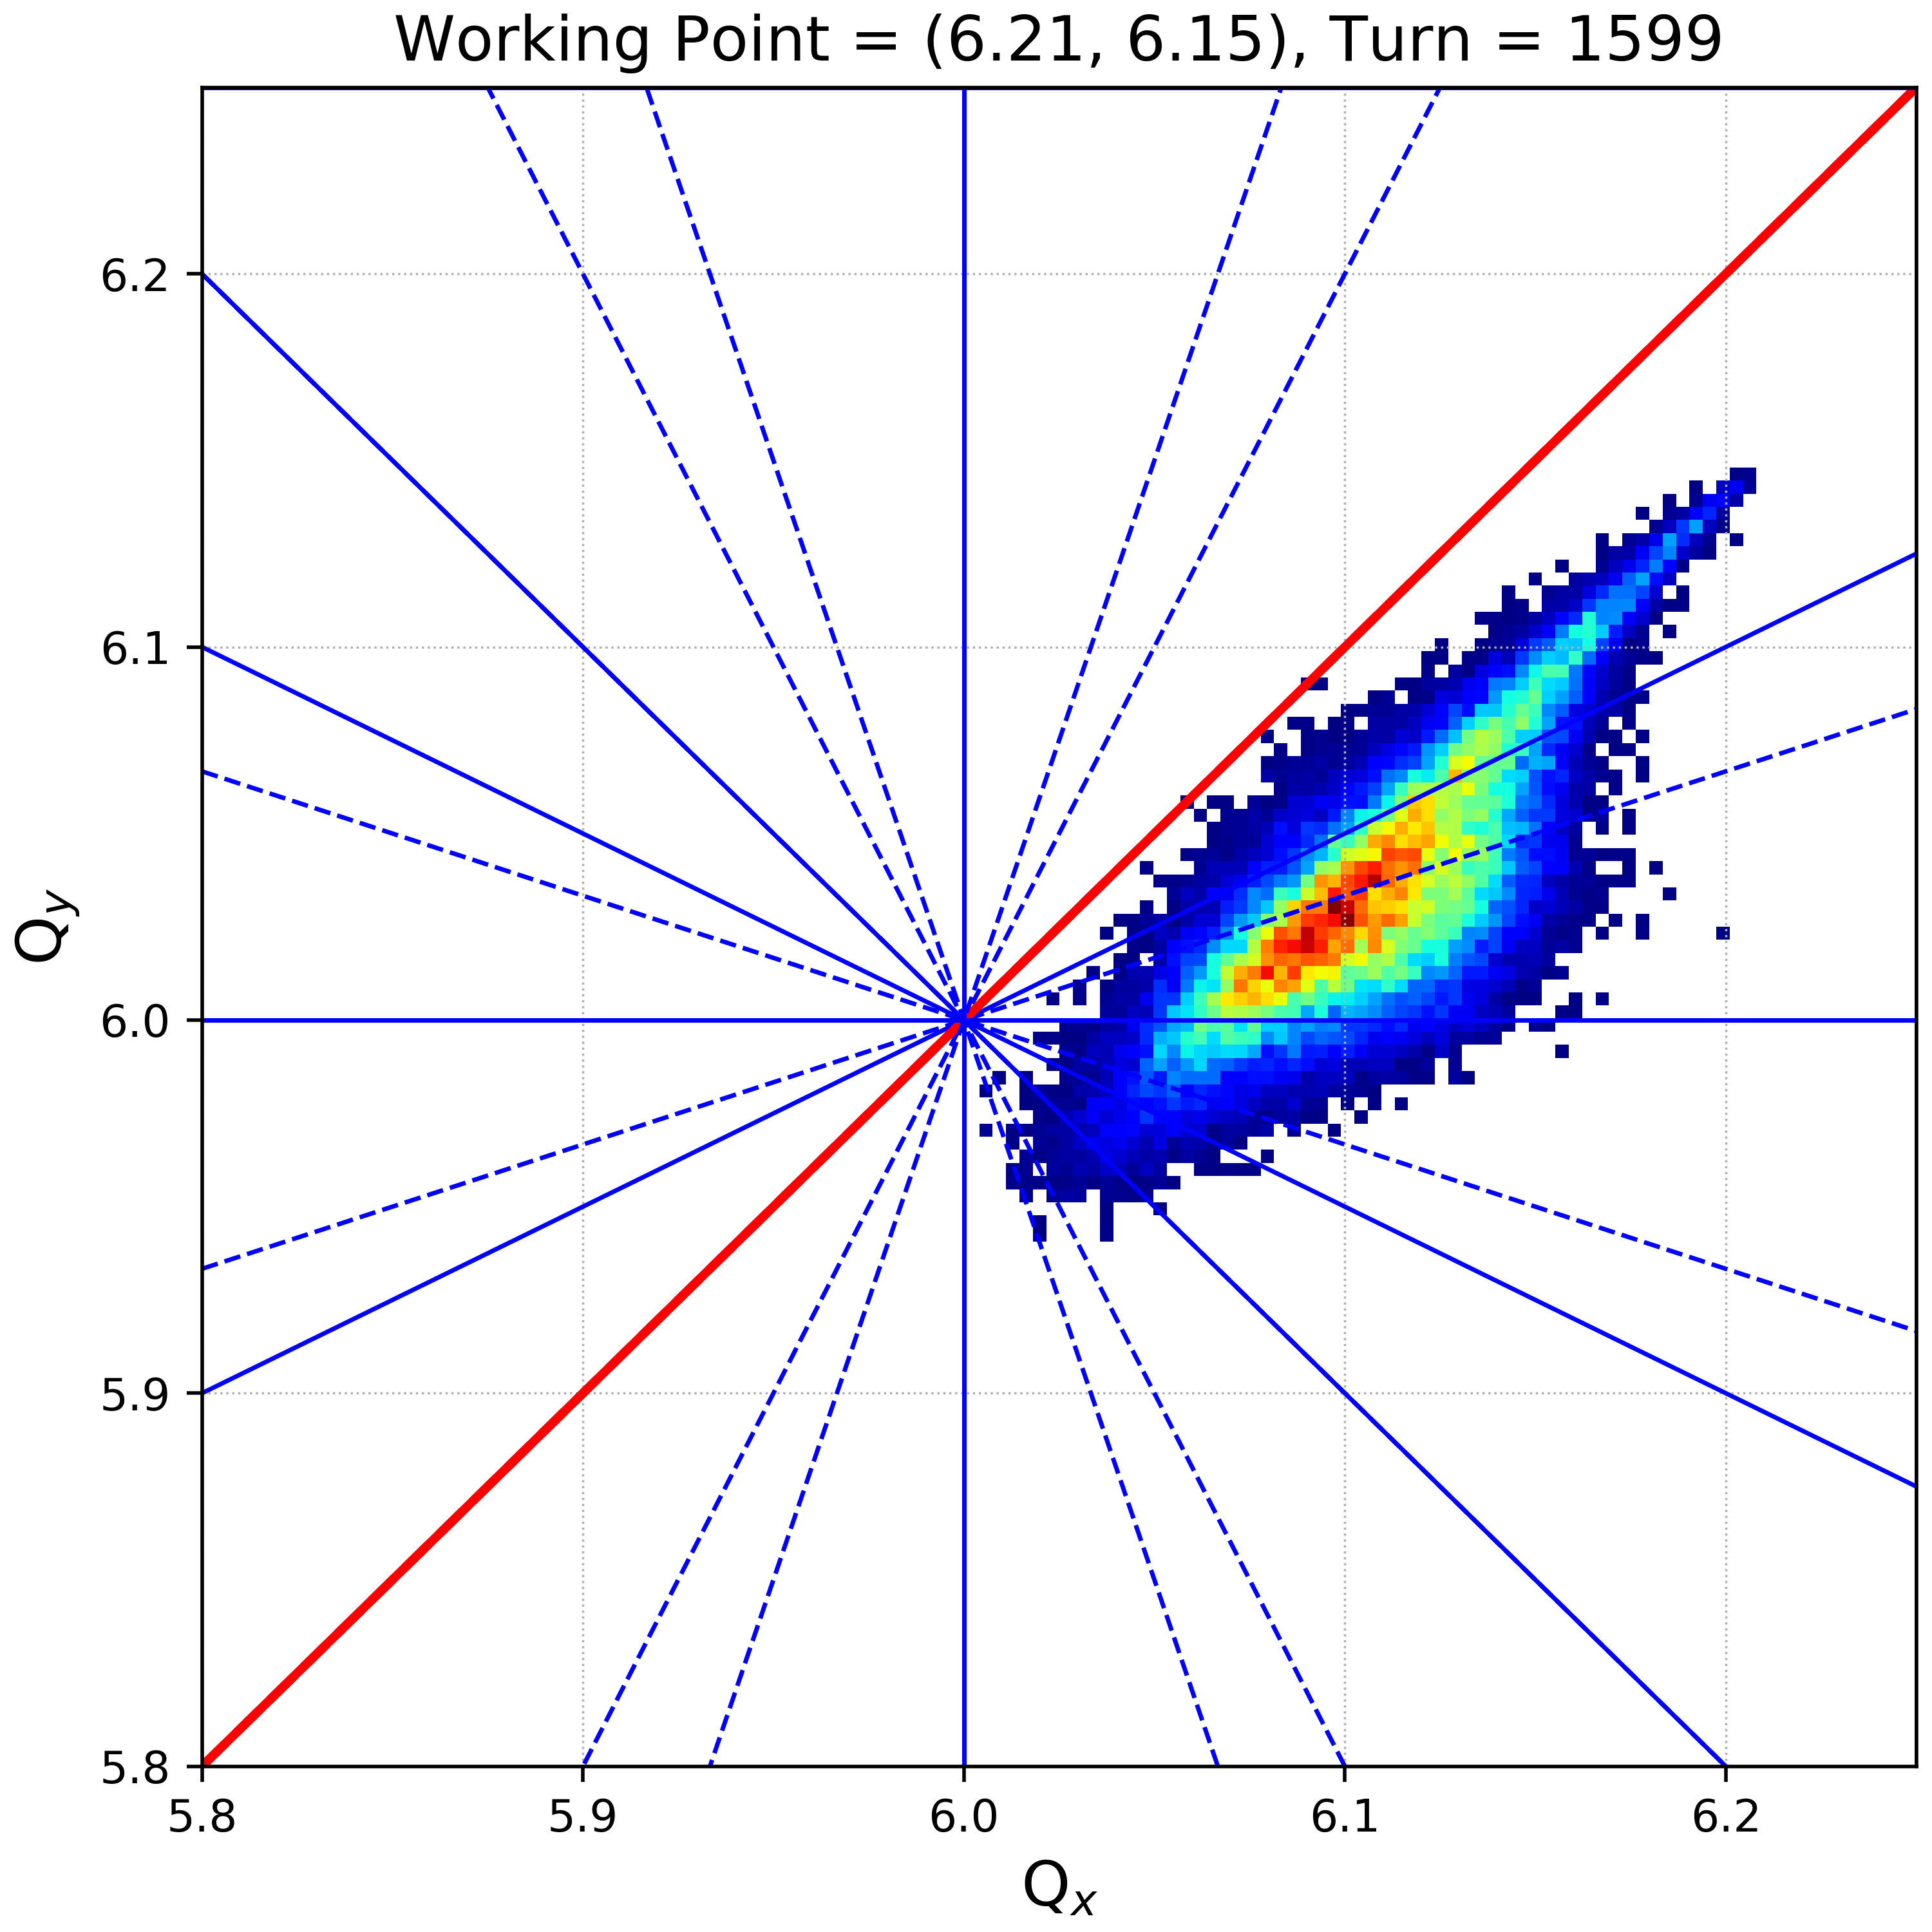 Working Point = (6.21, 6.15), Turn = 1599
6.2
6.1
6.0
5.9
5.8
Qy
5.8 5.9 6.0 6.1 6.2
Qx